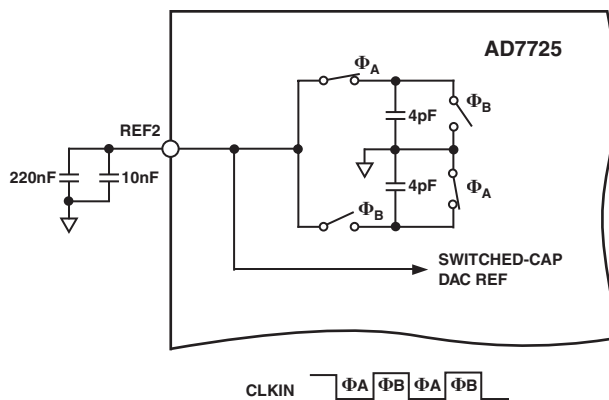 AD7725
ΦA
ΦB
4pF
REF2
220nF
10nF
4pF
ΦA
ΦB
SWITCHED-CAP
DAC REF
CLKIN ΦA ΦB ΦA ΦB